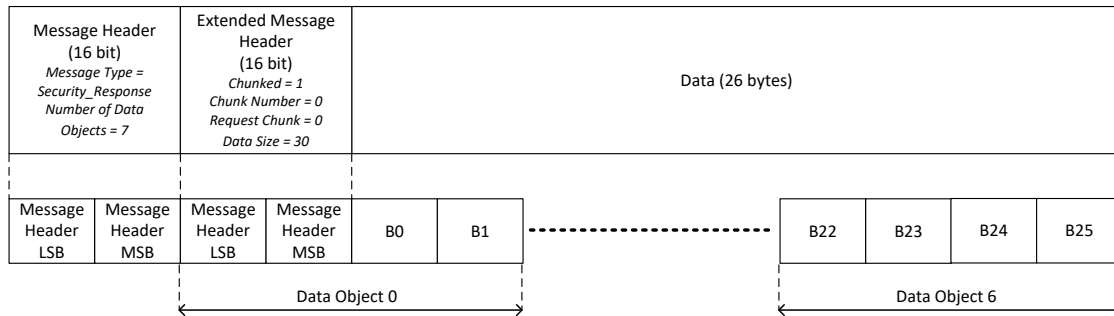 Message Header
(16 bit)
Message Type =
Security_Response
Number of Data
Objects = 7
Extended Message
Header
(16 bit)
Chunked = 1
Chunk Number = 0
Request Chunk = 0
Data Size = 30
Data (26 bytes)
Message
Header
LSB
Message
Header
MSB
Message
Header
LSB
Message
Header
MSB
B0
B1
B22
B23
B24
B25
Data Object 0
Data Object 6